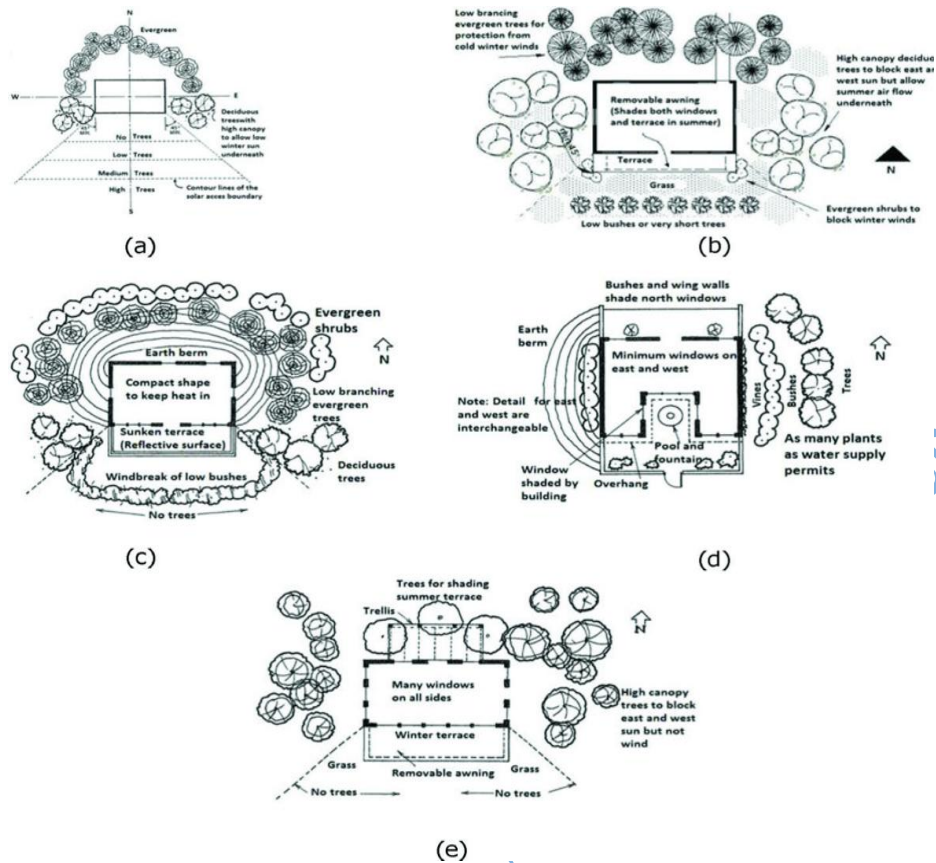 N
Evergreen
W
E
45°
MIN.
45°
MIN.
Deciduous
treeswith
high canopy
to allow low
winter sun
underneath
No Trees
Low Trees
Medium Trees
High Trees
Contour lines of the
solar acces boundary
S
(a)
Low brancing
evergreen trees for
protection from
cold winter winds
High canopy decidu
trees to block east ar
west sun but allow
summer air flow
underneath
Removable awning
(Shades both windows
and terrace in summer)
45°
Terrace
Grass
N
Evergreen shrubs to
block winter winds
Low bushes or very short trees
(b)
Evergreen
shrubs
N
Earth berm
Compact shape
to keep heat in
Low branching
evergreen
trees
Sunken terrace
(Reflective surface)
Deciduous
trees
Windbreak of low bushes
No trees
(c)
Bushes and wing walls
shade north windows
Earth
berm
Minimum windows on
east and west
N
Note: Detail for east
and west are
interchangeable
Vines
Bushes
Trees
Pool and
fountain
As many plants
as water supply
permits
Window
shaded by
building
Overhang
(d)
Trees for shading
summer terrace
Trellis
N
Many windows
on all sides
High canopy
trees to block
east and west
sun but not
wind
Winter terrace
Grass
Grass
Removable awning
No trees
No trees
(e)